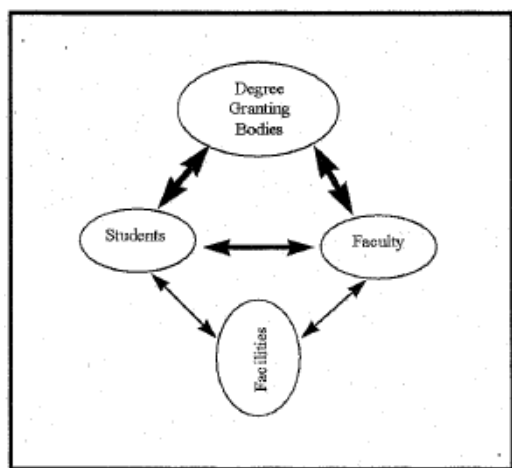 Degree
Granting
Bodies
Students
Faculty
Facilities